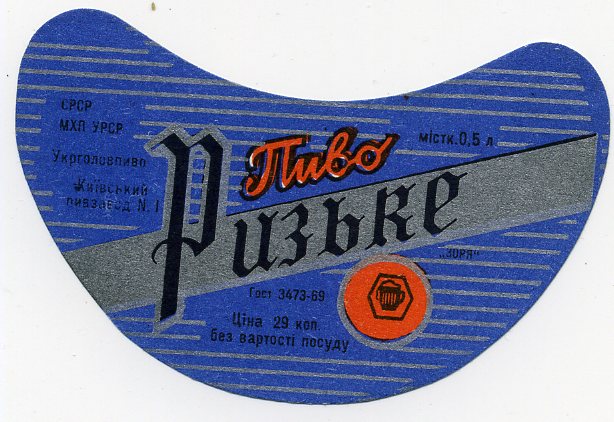 СРСР
МХП УРСР
Укрголовпиво
Київський
пивзавод N. 1
Пиво
містк. 0,5 л
Ризьке
„ЗОРЯ"
Гост 3473-69
Ціна 29 коп.
без вартості посуду